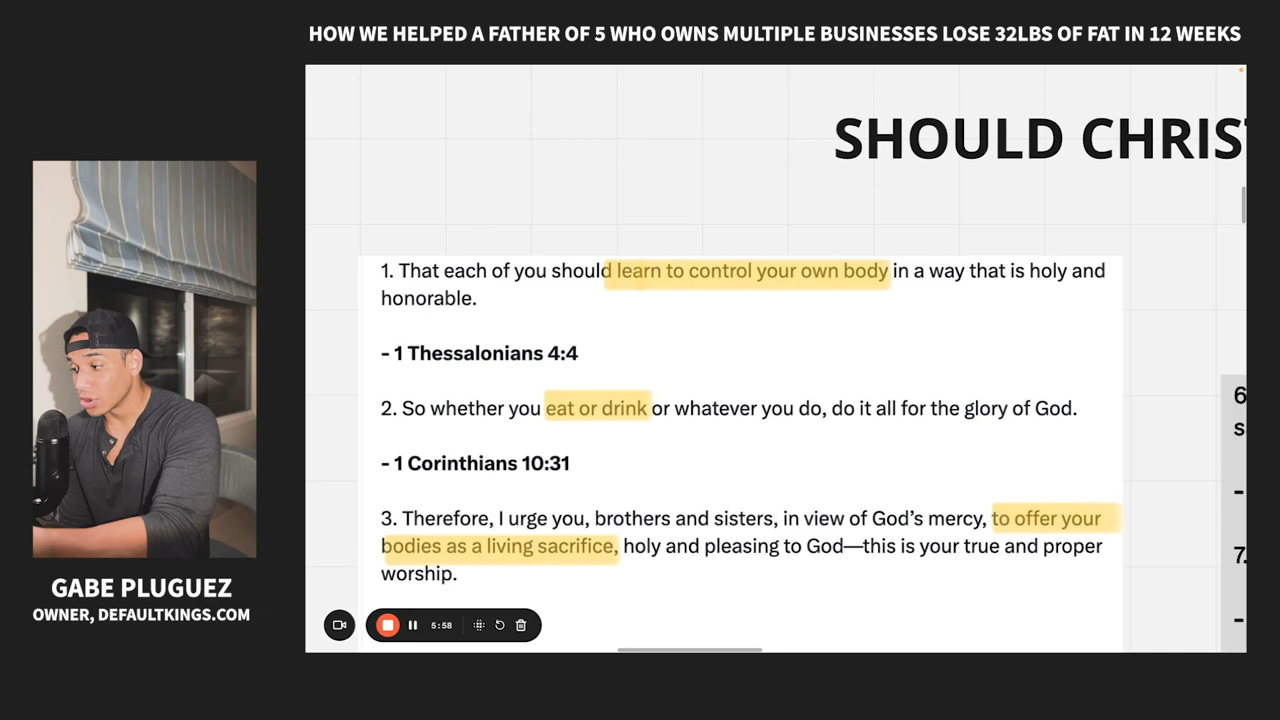 HOW WE HELPED A FATHER OF 5 WHO OWNS MULTIPLE BUSINESSES LOSE 32LBS OF FAT IN 12 WEEKS
SHOULD CHRIS
1. That each of you should learn to control your own body in a way that is holy and
honorable.
- 1 Thessalonians 4:4
2. So whether you eat or drink or whatever you do, do it all for the glory of God.
- 1 Corinthians 10:31
3. Therefore, I urge you, brothers and sisters, in view of God’s mercy, to offer your
bodies as a living sacrifice, holy and pleasing to God—this is your true and proper
worship.
6
s
-
7.
-
5:58
GABE PLUGUEZ
OWNER, DEFAULTKINGS.COM